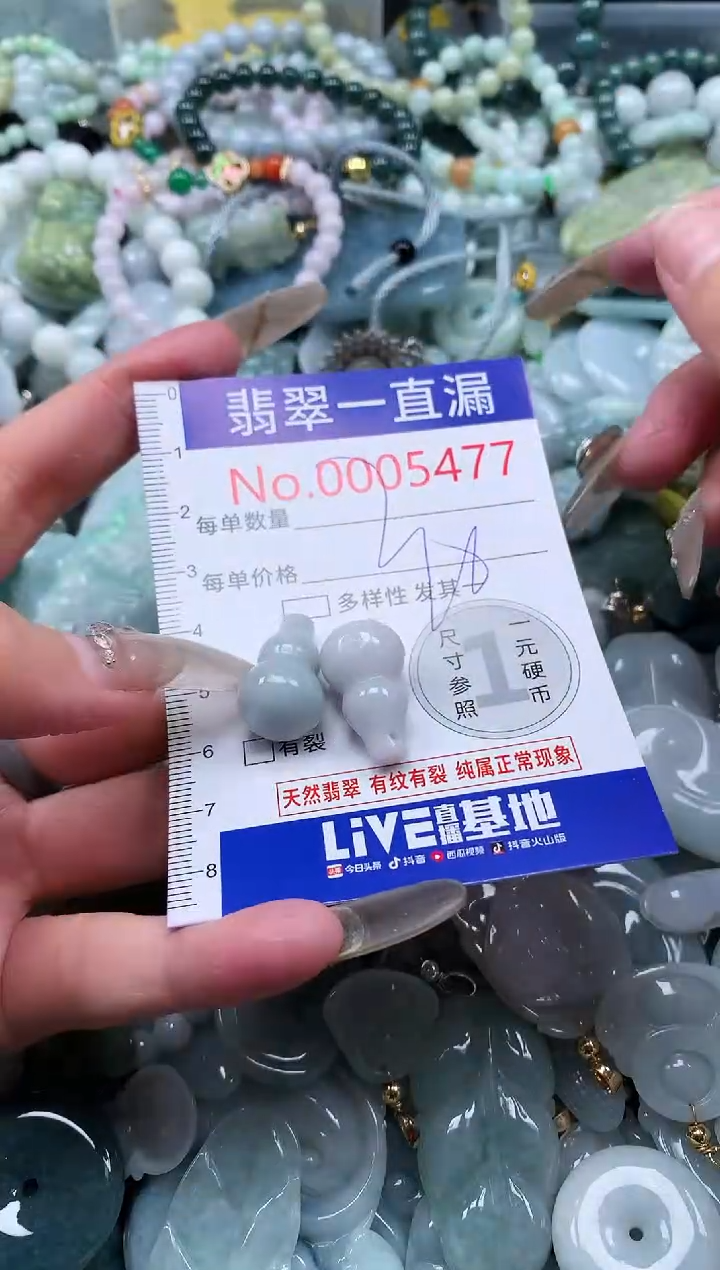 翡翠一直漏
No.0005477
每单数量
每单价格
多样性 发其
尺寸参照
1
一元硬币
有裂
天然翡翠 有纹有裂 纯属正常现象
LiVE直播基地
今日头条 抖音 西瓜视频 抖音火山版
0
1
2
3
4
5
6
7
8